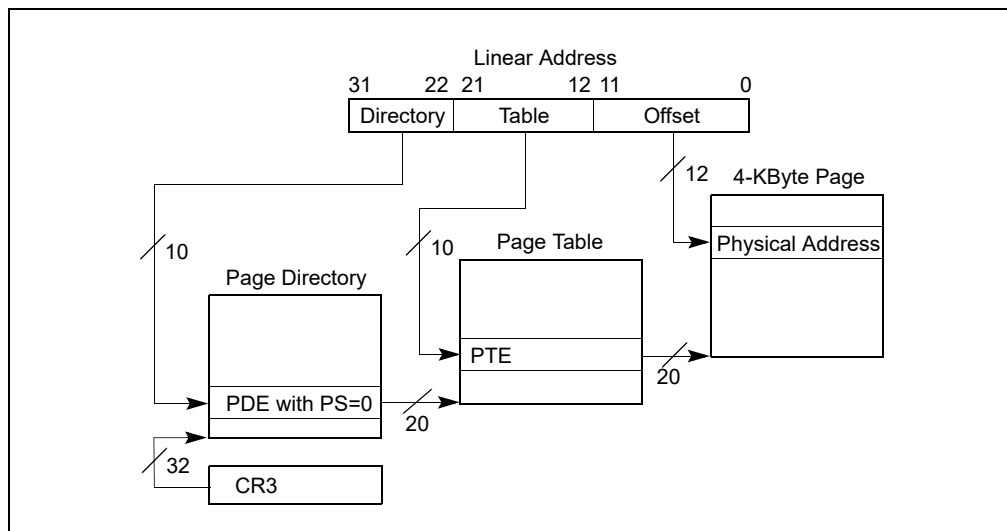 Linear Address
31 22 21 12 11 0
Directory Table Offset
12
4-KByte Page
Physical Address
10
10
Page Table
Page Directory
PTE
20
PDE with PS=0
20
32
CR3